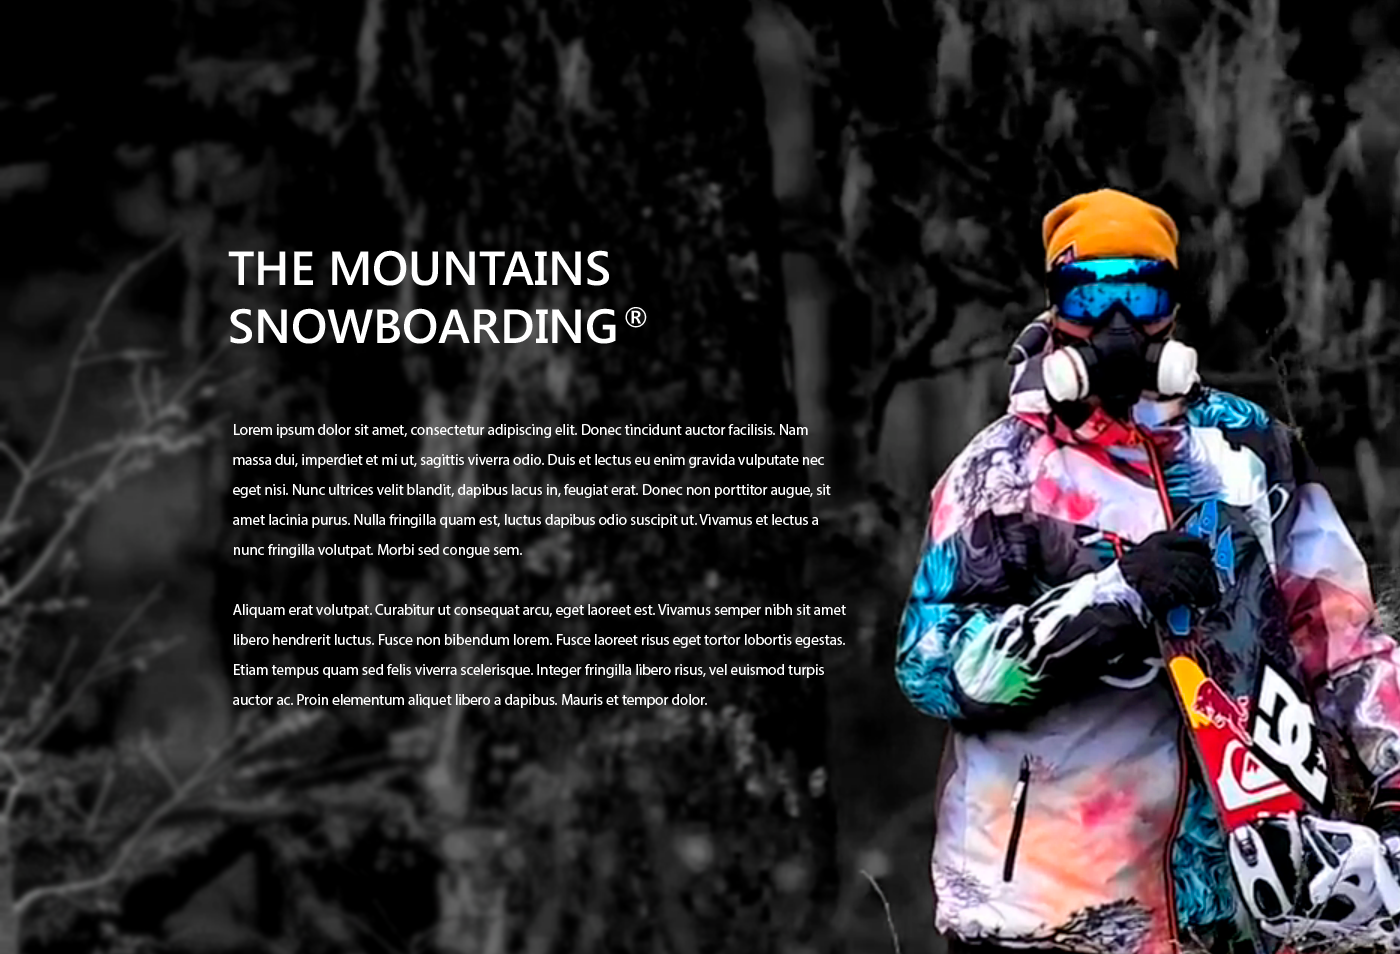 THE MOUNTAINS
SNOWBOARDING®
Lorem ipsum dolor sit amet, consectetur adipiscing elit. Donec tincidunt auctor facilisis. Nam
massa dui, imperdiet et mi ut, sagittis viverra odio. Duis et lectus eu enim gravida vulputate nec
eget nisi. Nunc ultrices velit blandit, dapibus lacus in, feugiat erat. Donec non porttitor augue, sit
amet lacinia purus. Nulla fringilla quam est, luctus dapibus odio suscipit ut. Vivamus et lectus a
nunc fringilla volutpat. Morbi sed congue sem.
Aliquam erat volutpat. Curabitur ut consequat arcu, eget laoreet est. Vivamus semper nibh sit amet
libero hendrerit luctus. Fusce non bibendum lorem. Fusce laoreet risus eget tortor lobortis egestas.
Etiam tempus quam sed felis viverra scelerisque. Integer fringilla libero risus, vel euismod turpis
auctor ac. Proin elementum aliquet libero a dapibus. Mauris et tempor dolor.
DC